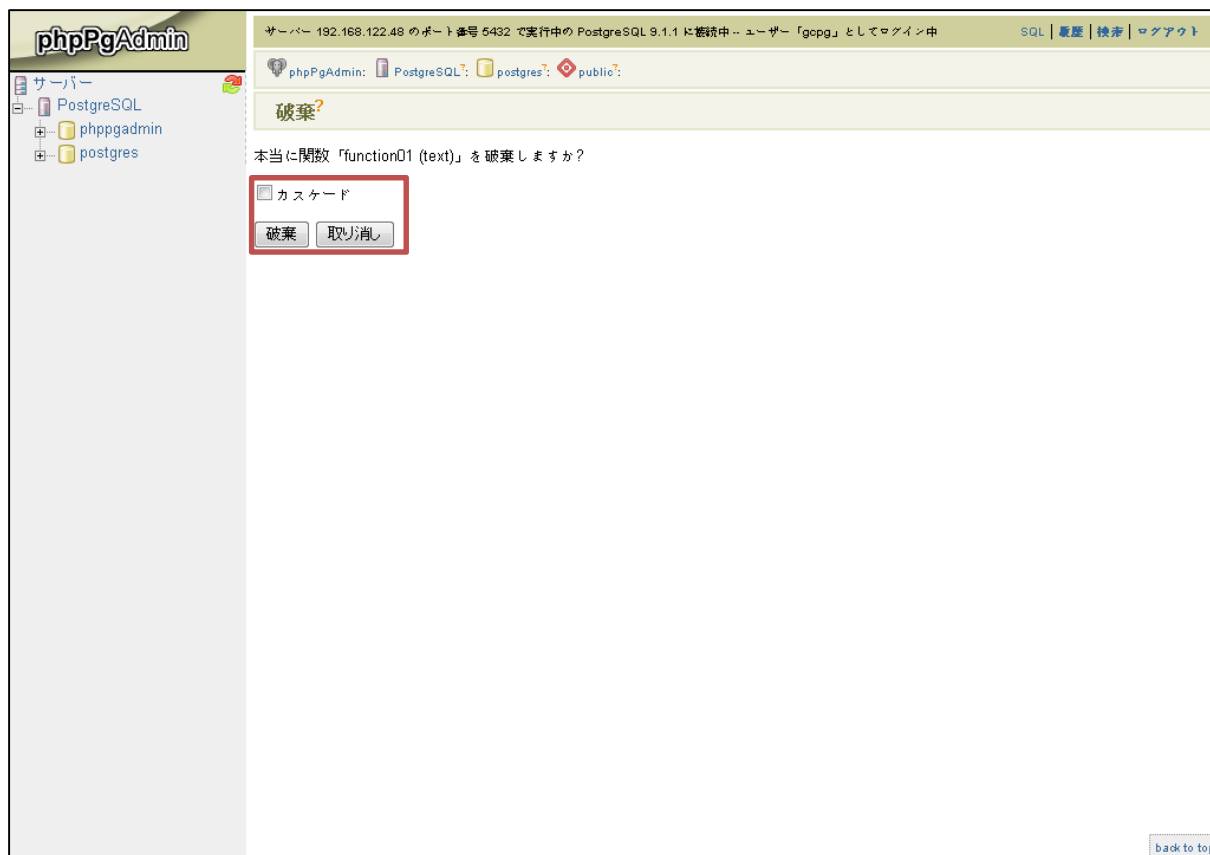 phpPgAdmin
サーバー
PostgreSQL
phppgadmin
postgres
サーバー 192.168.122.48 のポート番号 5432 で実行中の PostgreSQL 9.1.1 に接続中 -- ユーザー 「gopg」としてログイン中
SQL | 履歴 | 検索 | ログアウト
phpPgAdmin: PostgreSQL?: postgres?: public?:
破棄?
本当に関数「function01 (text)」を破棄しますか?
カスケード
破棄 取り消し
back to top